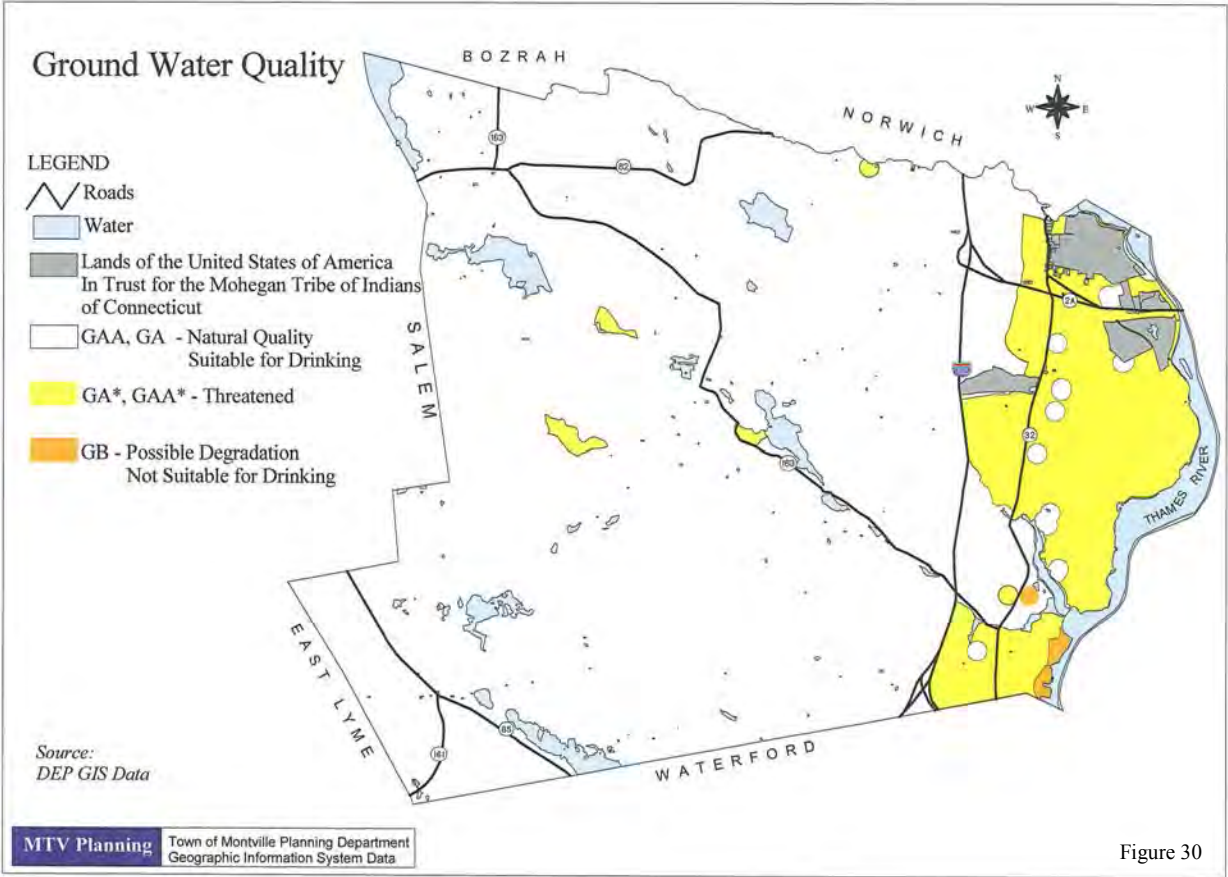 Ground Water Quality
BOZRAH
NORWICH
N
W E
S
LEGEND
Roads
Water
Lands of the United States of America
In Trust for the Mohegan Tribe of Indians
of Connecticut
GAA, GA - Natural Quality
Suitable for Drinking
GA*, GAA* - Threatened
GB - Possible Degradation
Not Suitable for Drinking
163
82
2A
32
163
85
161
SALEM
EAST LYME
WATERFORD
THAMES RIVER
Source:
DEP GIS Data
MTV Planning
Town of Montville Planning Department
Geographic Information System Data
Figure 30